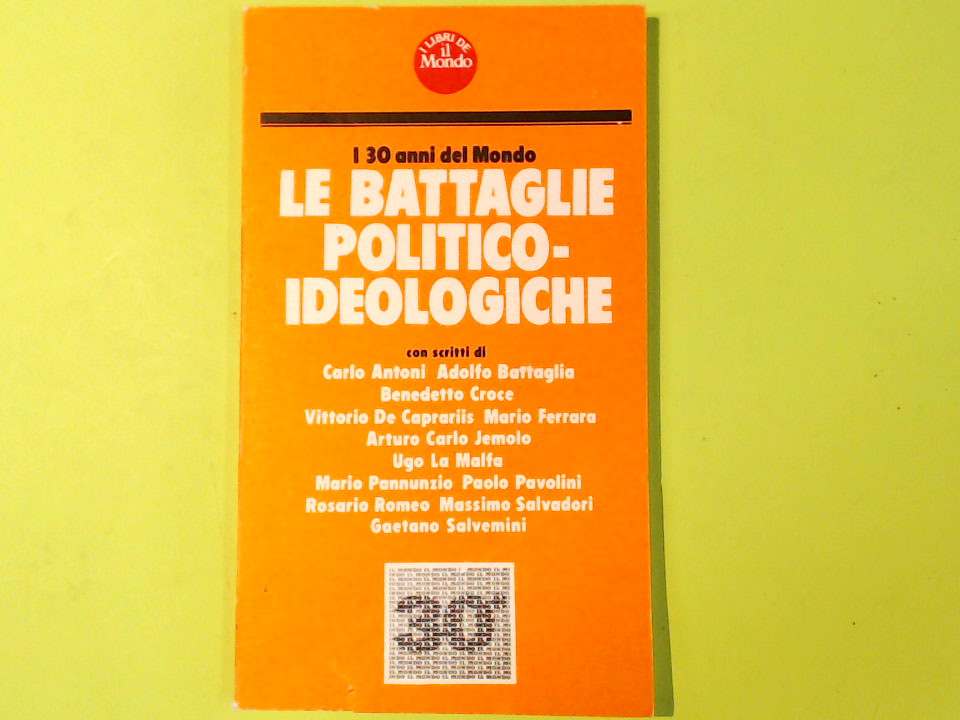 I LIBRI DE
il
Mondo
I 30 anni del Mondo
LE BATTAGLIE
POLITICO-
IDEOLOGICHE
con scritti di
Carlo Antoni Adolfo Battaglia
Benedetto Croce
Vittorio De Caprariis Mario Ferrara
Arturo Carlo Jemolo
Ugo La Malfa
Mario Pannunzio Paolo Pavolini
Rosario Romeo Massimo Salvadori
Gaetano Salvemini